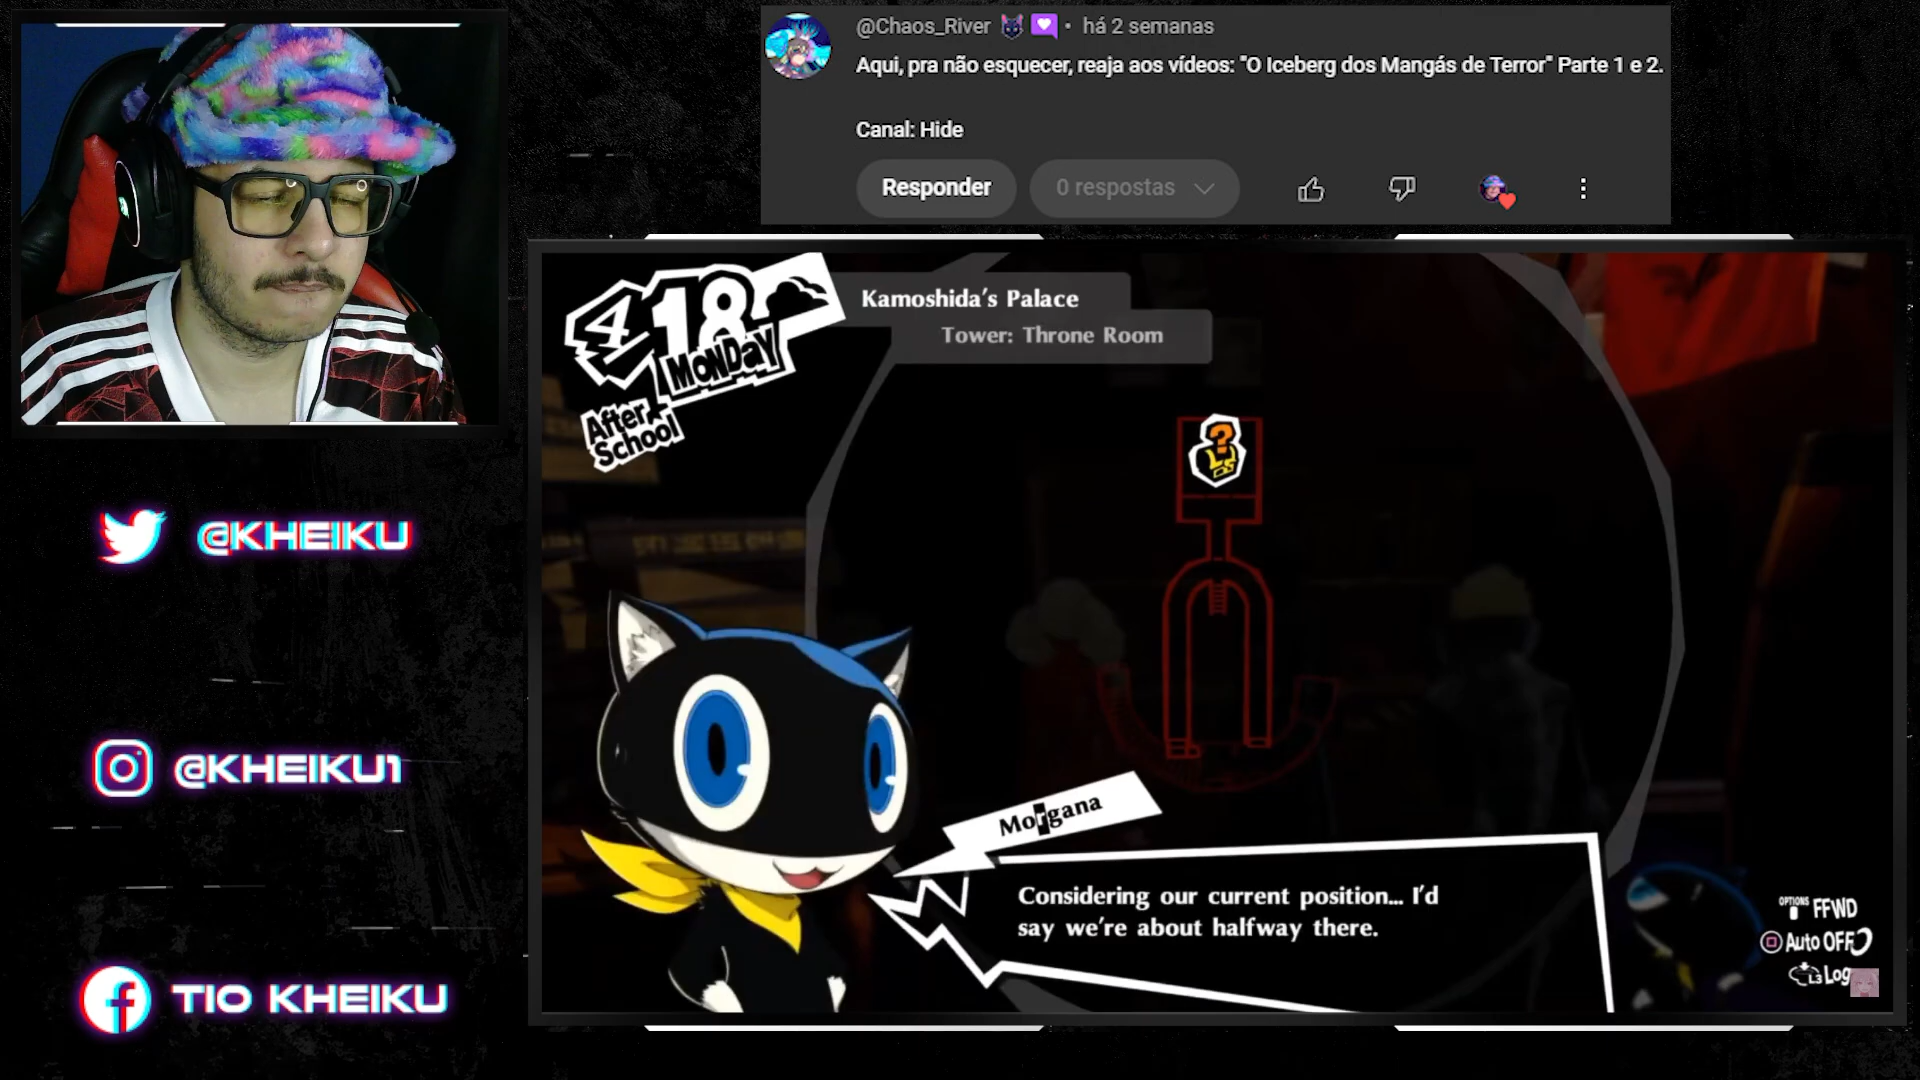 @Chaos_River • há 2 semanas
Aqui, pra não esquecer, reaja aos vídeos: "O Iceberg dos Mangás de Terror" Parte 1 e 2.
Canal: Hide
Responder
0 respostas
4 18
MONDAY
After School
Kamoshida's Palace
Tower: Throne Room
@KHEIKU
@KHEIKU1
TIO KHEIKU
Morgana
Considering our current position... I'd
say we're about halfway there.
OPTIONS FFWD
Auto OFF
L3 Log